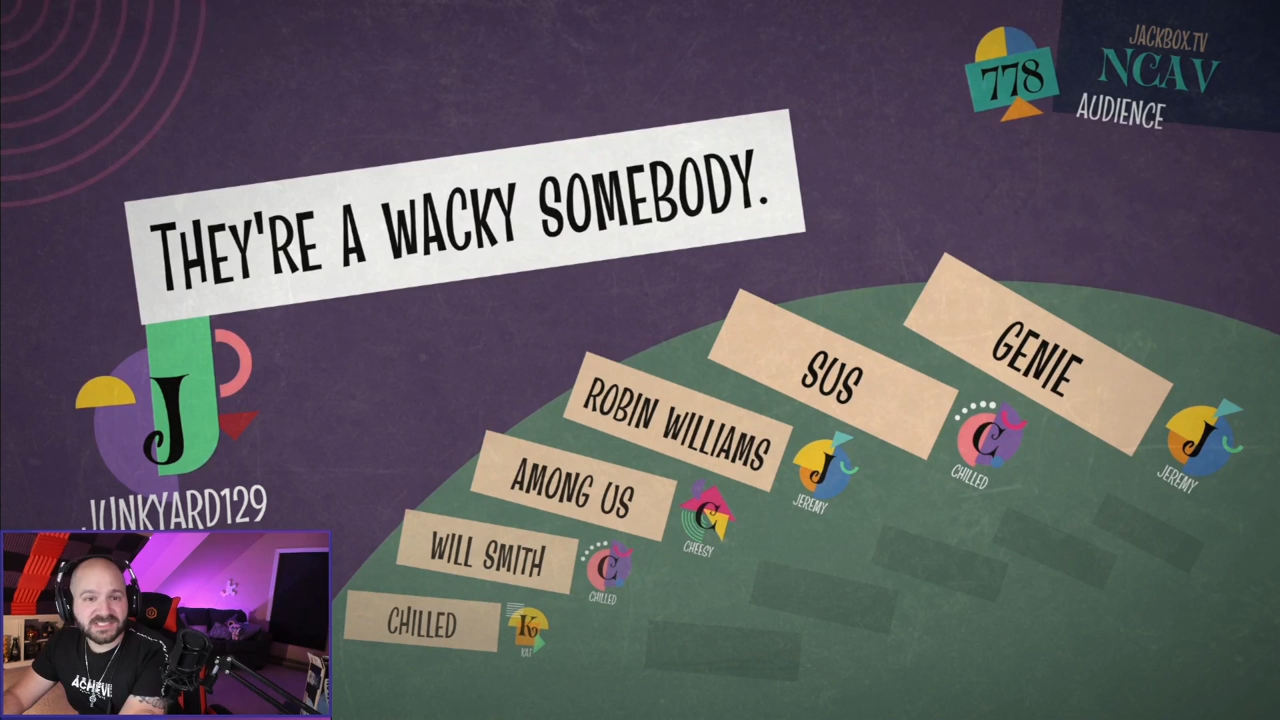 JACKBOX.TV
NCAV
778
AUDIENCE
THEY'RE A WACKY SOMEBODY.
J
JUNKYARD129
GENIE
J
JEREMY
SUS
C
CHILLED
ROBIN WILLIAMS
J
JEREMY
AMONG US
C
CHEESY
WILL SMITH
C
CHILLED
CHILLED
K
KAT
ACHIEVE